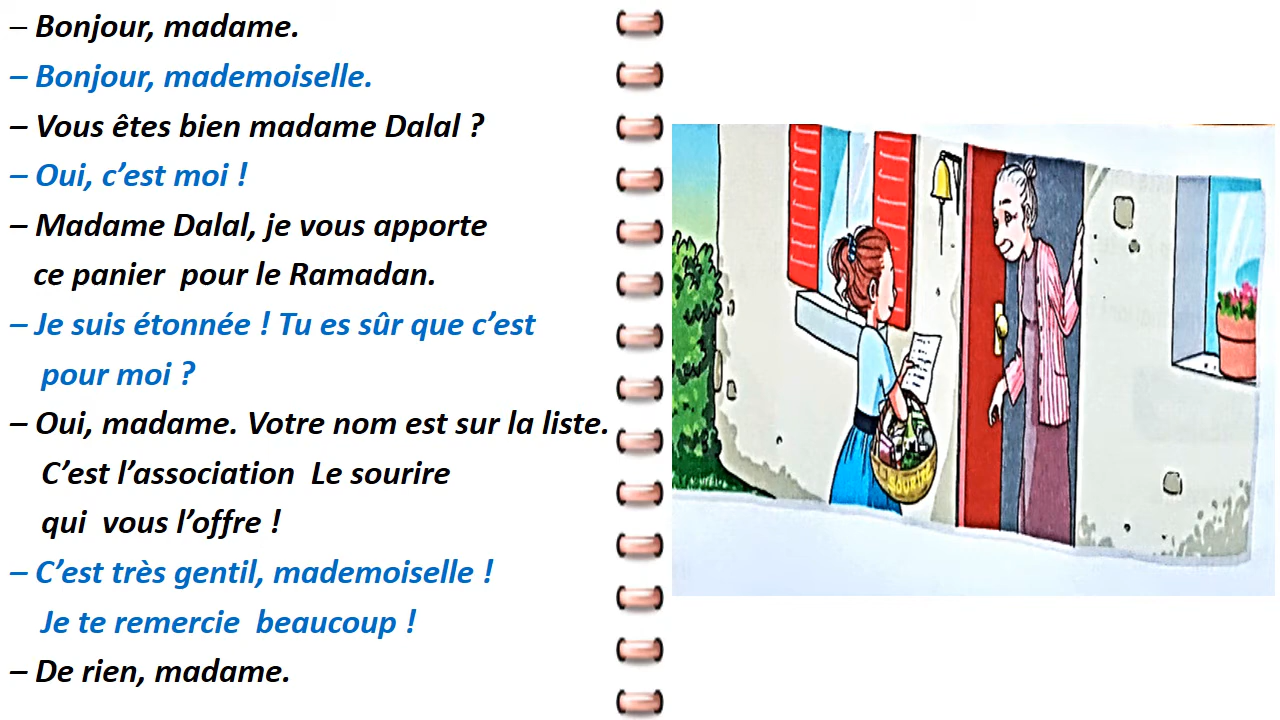 – Bonjour, madame.
– Bonjour, mademoiselle.
– Vous êtes bien madame Dalal ?
– Oui, c’est moi !
– Madame Dalal, je vous apporte
ce panier pour le Ramadan.
– Je suis étonnée ! Tu es sûr que c’est
pour moi ?
– Oui, madame. Votre nom est sur la liste.
C’est l’association Le sourire
qui vous l’offre !
– C’est très gentil, mademoiselle !
Je te remercie beaucoup !
– De rien, madame.